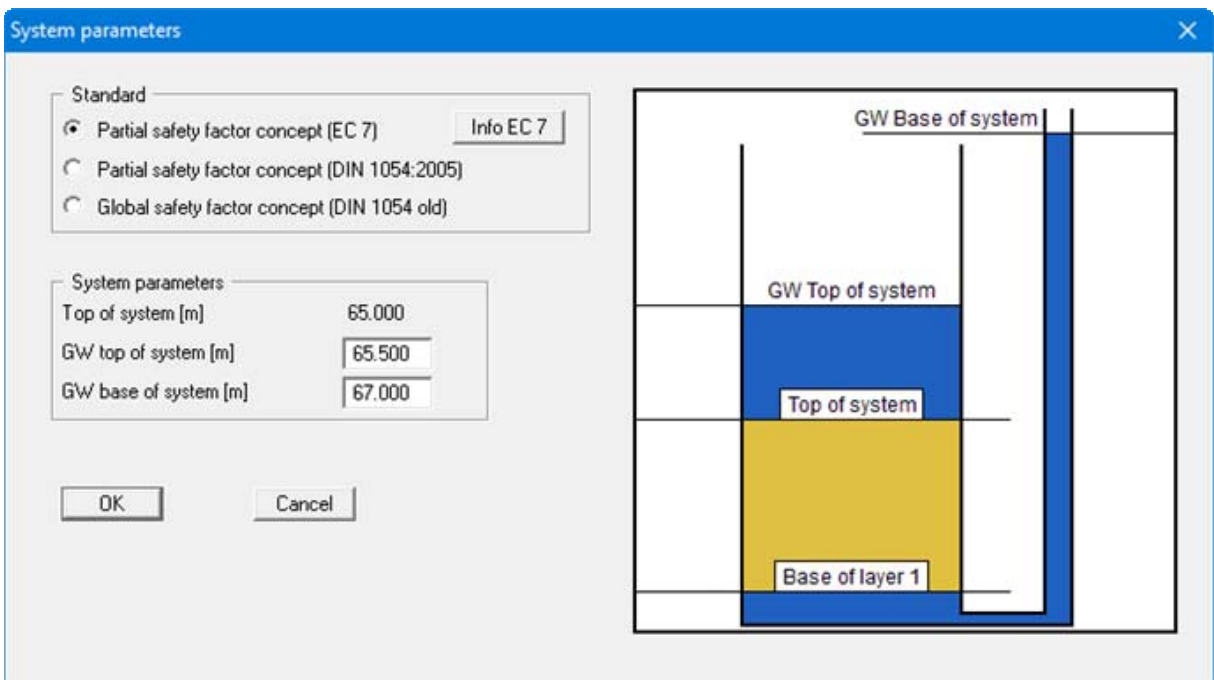 System parameters
Standard
Partial safety factor concept (EC 7)
Info EC 7
Partial safety factor concept (DIN 1054:2005)
Global safety factor concept (DIN 1054 old)
System parameters
Top of system [m] 65.000
GW top of system [m] 65.500
GW base of system [m] 67.000
OK
Cancel
GW Base of system
GW Top of system
Top of system
Base of layer 1